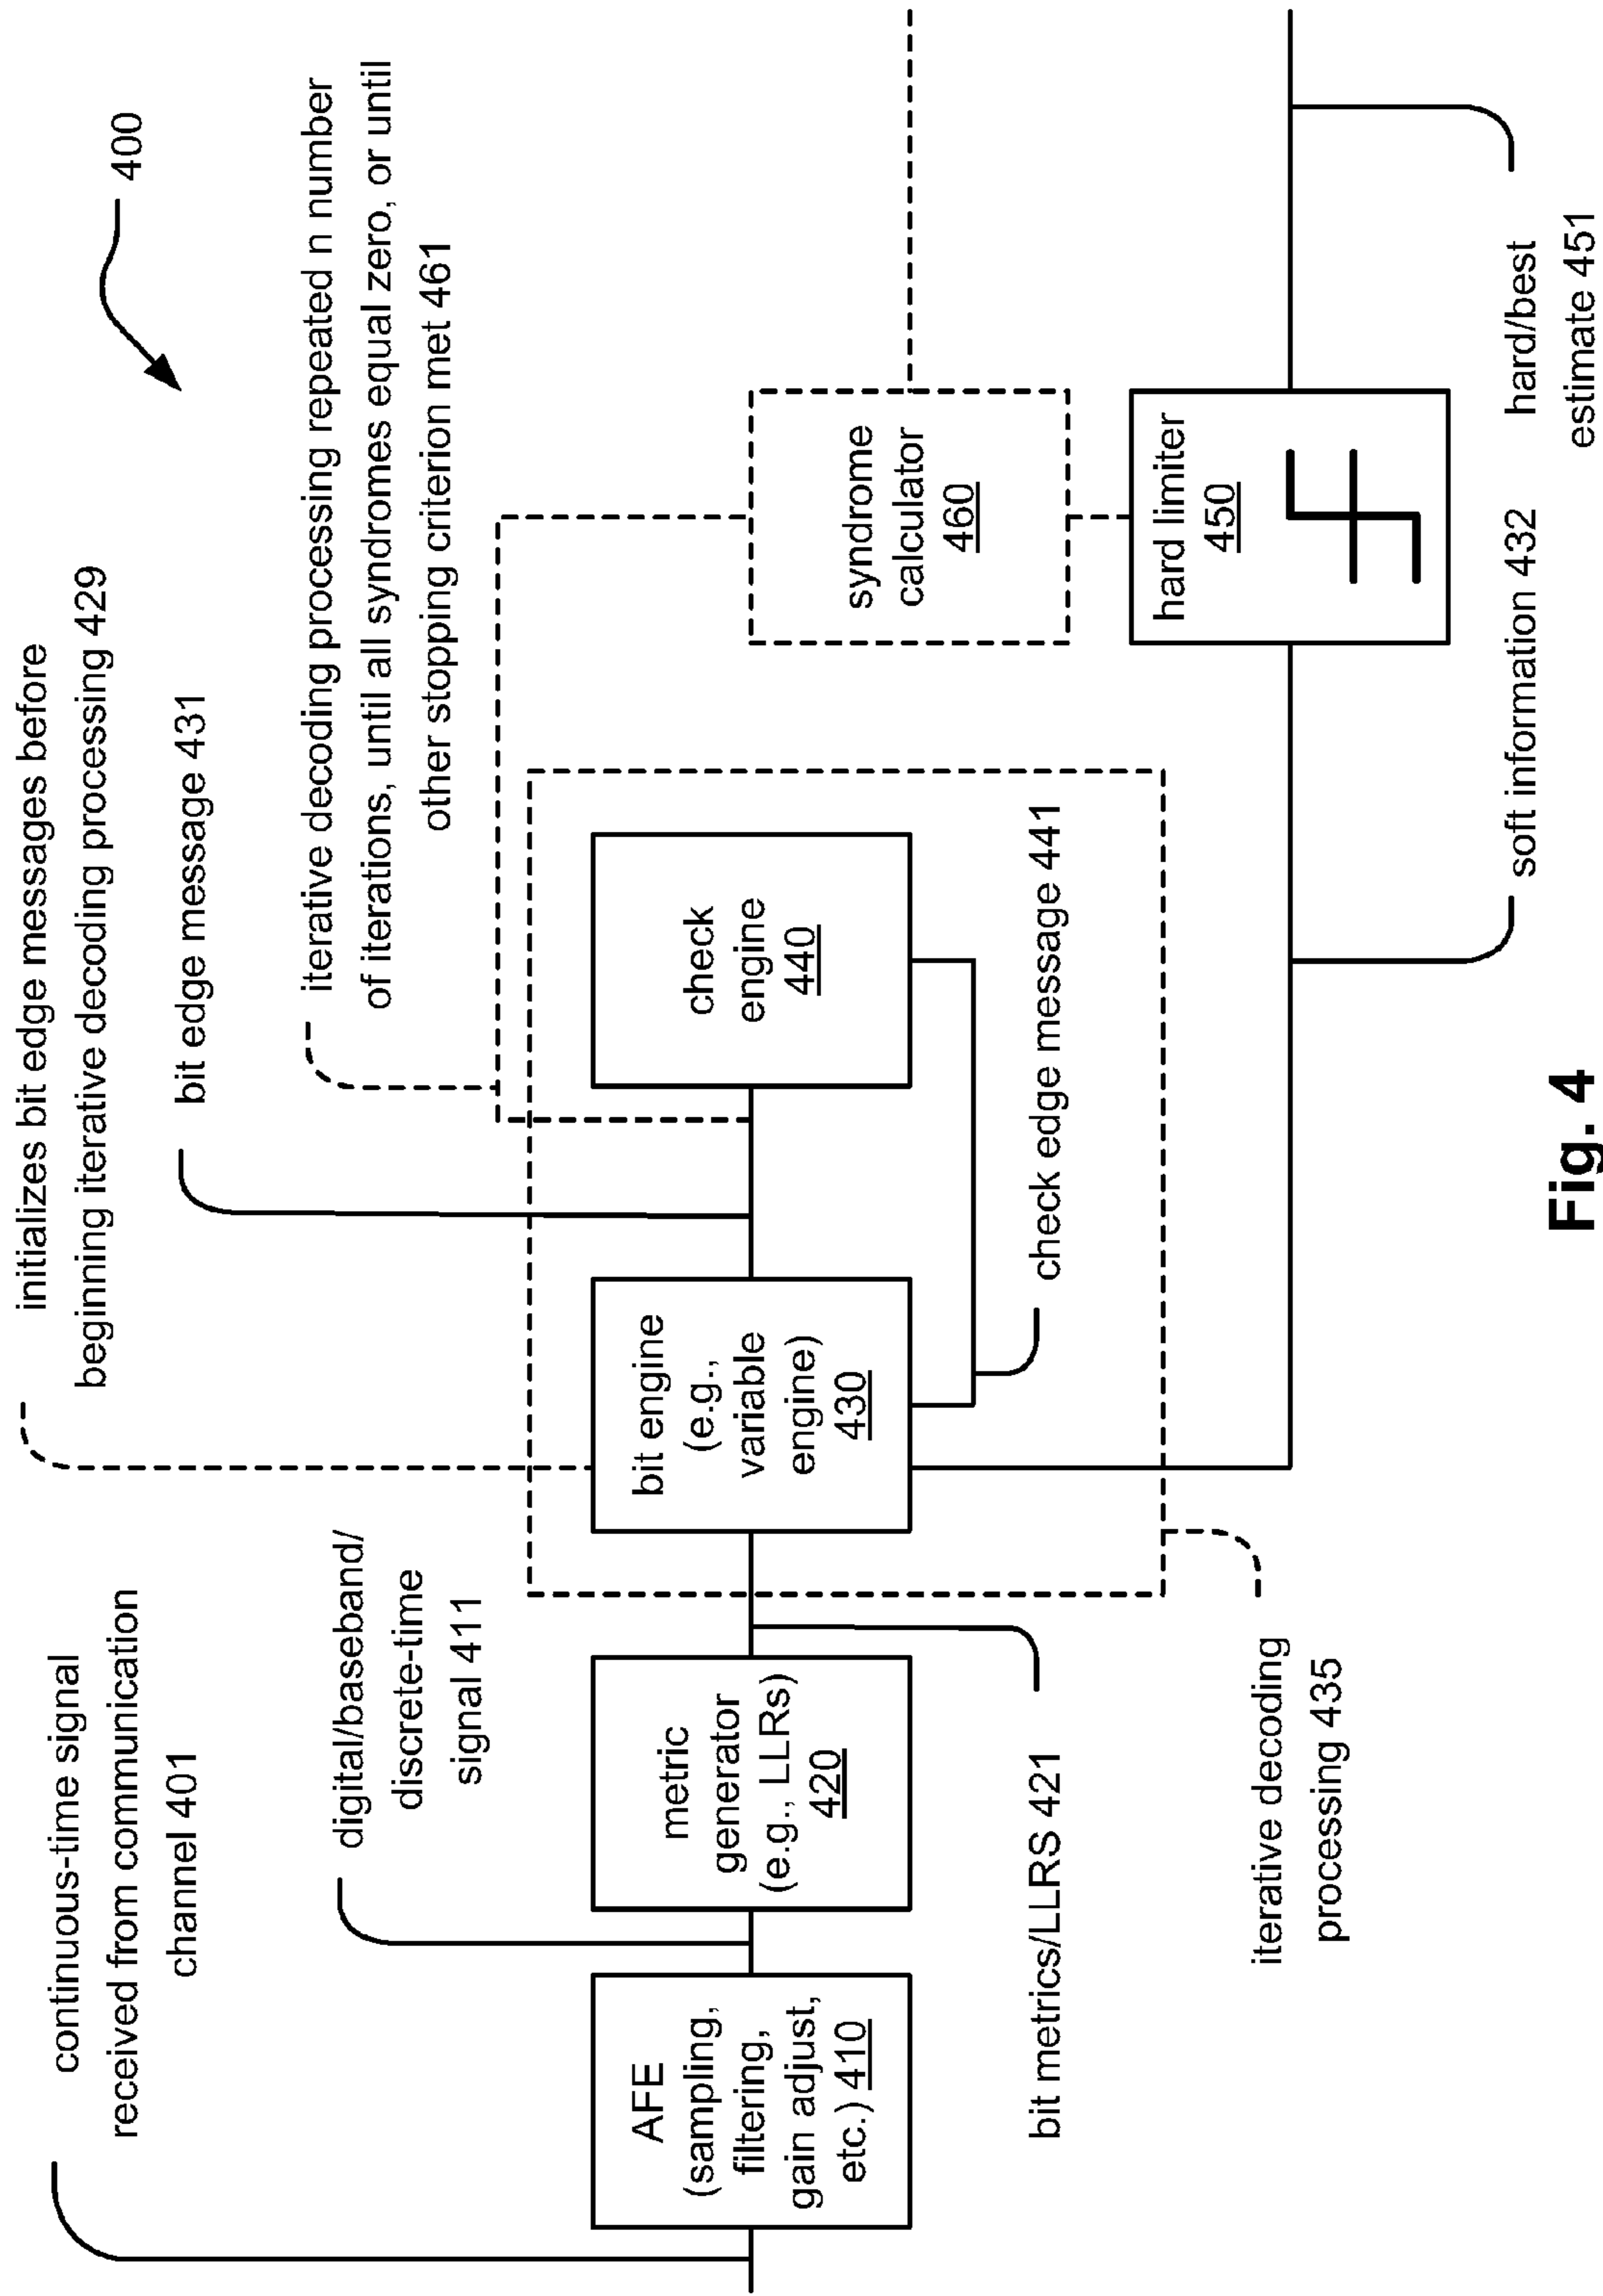 400
initializes bit edge messages before
beginning iterative decoding processing 429
continuous-time signal
received from communication
channel 401
bit edge message 431
digital/baseband/
discrete-time
signal 411
iterative decoding processing repeated n number
of iterations, until all syndromes equal zero, or until
other stopping criterion met 461
AFE
(sampling,
filtering,
gain adjust,
etc.) 410
metric
generator
(e.g., LLRs)
420
bit engine
(e.g.,
variable
engine)
430
check
engine
440
syndrome
calculator
460
bit metrics/LLRS 421
check edge message 441
hard limiter
450
iterative decoding
processing 435
soft information 432
hard/best
estimate 451
Fig. 4